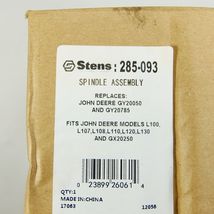 Stens: 285-093
SPINDLE ASSEMBLY
REPLACES:
JOHN DEERE GY20050
AND GY20785
FITS JOHN DEERE MODELS L100,
L107,L108,L110,L120,L130
AND GX20250
0 23899 26061 4
QTY:1
MADE IN:CHINA
17063 12056